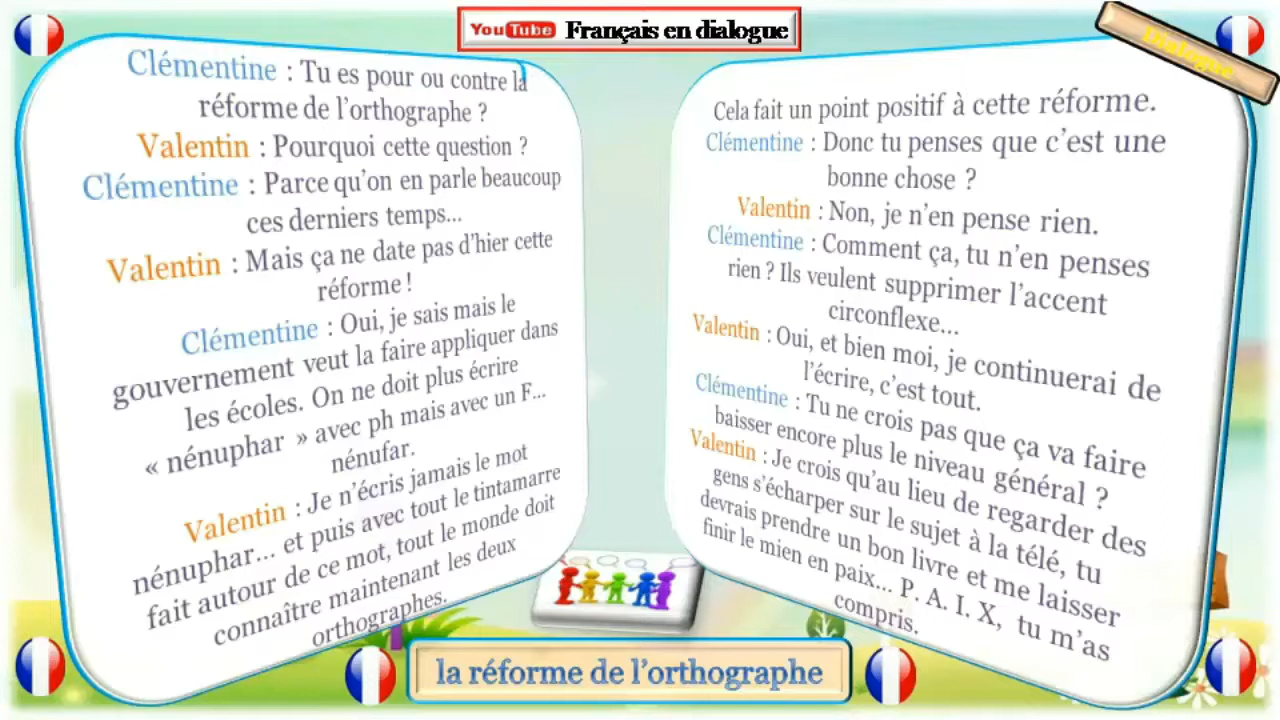 YouTube Français en dialogue
Dialogue
Clémentine : Tu es pour ou contre la
réforme de l'orthographe ?
Valentin : Pourquoi cette question ?
Clémentine : Parce qu'on en parle beaucoup
ces derniers temps...
Valentin : Mais ça ne date pas d'hier cette
réforme !
Clémentine : Oui, je sais mais le
gouvernement veut la faire appliquer dans
les écoles. On ne doit plus écrire
« nénuphar » avec ph mais avec un F...
nénufar.
Valentin : Je n'écris jamais le mot
nénuphar... et puis avec tout le tintamarre
fait autour de ce mot, tout le monde doit
connaître maintenant les deux
orthographes.
Cela fait un point positif à cette réforme.
Clémentine : Donc tu penses que c'est une
bonne chose ?
Valentin : Non, je n'en pense rien.
Clémentine : Comment ça, tu n'en penses
rien ? Ils veulent supprimer l'accent
circonflexe...
Valentin : Oui, et bien moi, je continuerai de
l'écrire, c'est tout.
Clémentine : Tu ne crois pas que ça va faire
baisser encore plus le niveau général ?
Valentin : Je crois qu'au lieu de regarder des
gens s'écharper sur le sujet à la télé, tu
devrais prendre un bon livre et me laisser
finir le mien en paix... P. A. I. X, tu m'as
compris.
la réforme de l'orthographe